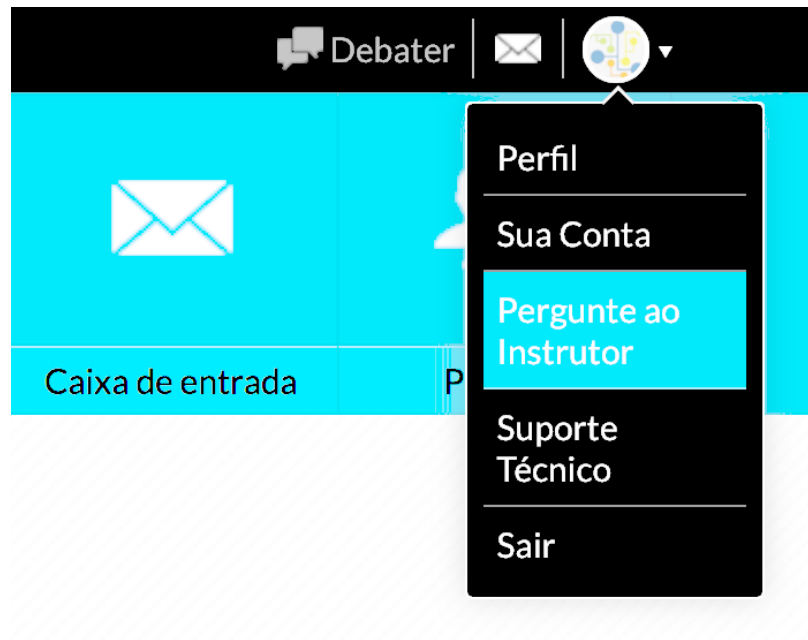 Debater
Perfil
Sua Conta
Pergunte ao
Instrutor
Suporte
Técnico
Sair
Caixa de entrada
P